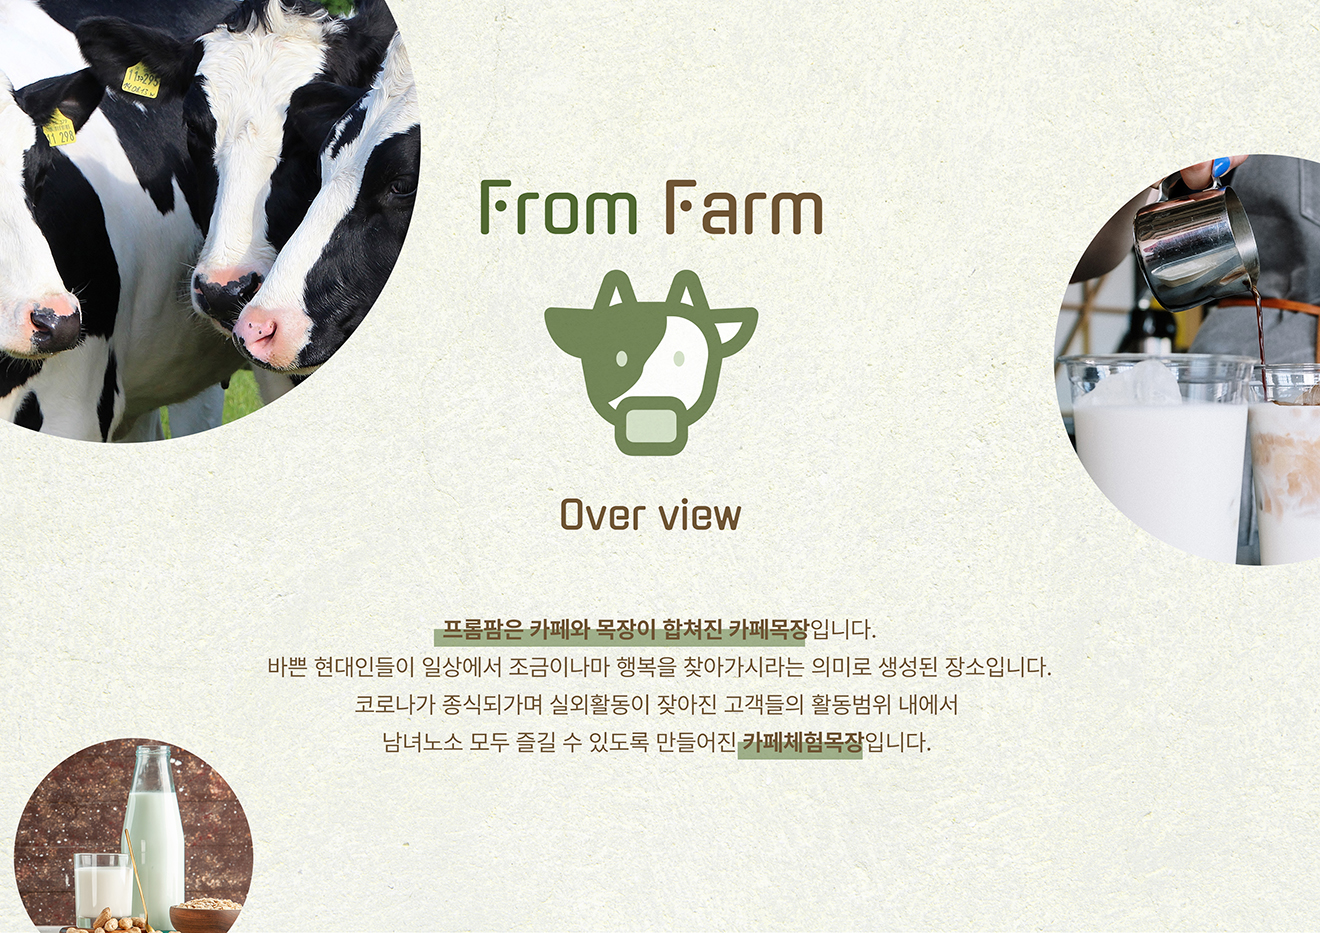 From Farm
Over view
프롬팜은 카페와 목장이 합쳐진 카페목장입니다.
바쁜 현대인들이 일상에서 조금이나마 행복을 찾아가시라는 의미로 생성된 장소입니다.
코로나가 종식되가며 실외활동이 잦아진 고객들의 활동범위 내에서
남녀노소 모두 즐길 수 있도록 만들어진 카페체험목장입니다.